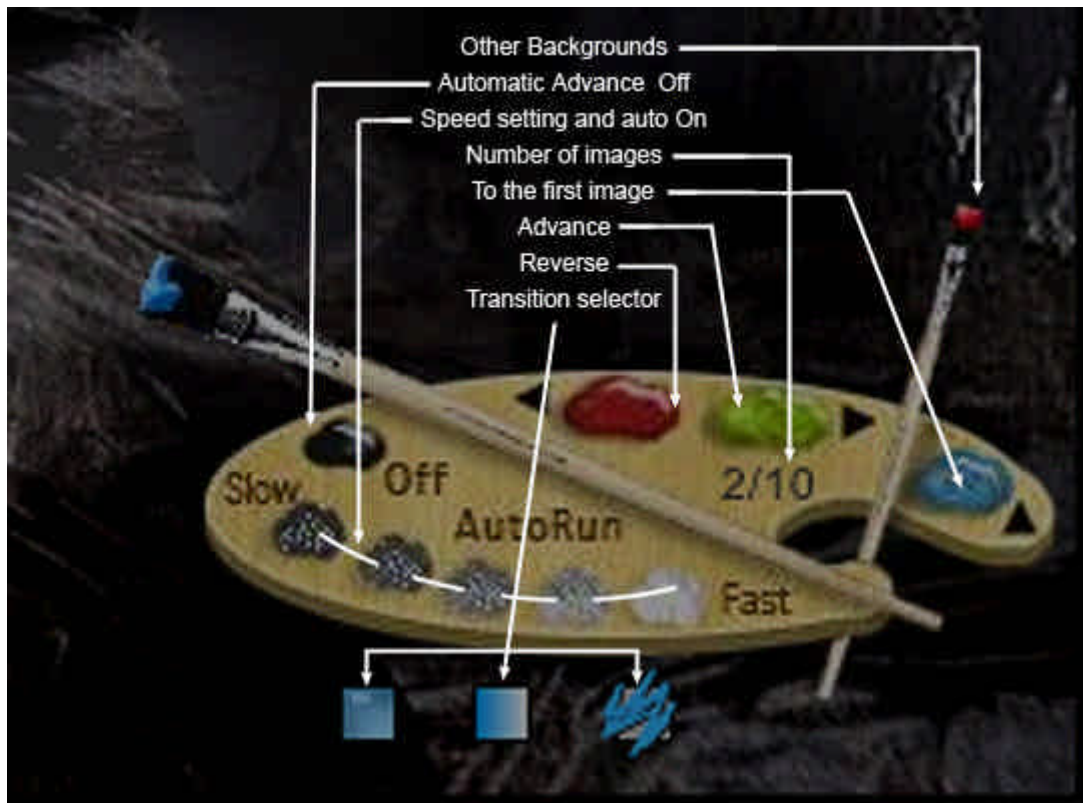 Other Backgrounds
Automatic Advance Off
Speed setting and auto On
Number of images
To the first image
Advance
Reverse
Transition selector
Off
Slow
2/10
AutoRun
Fast